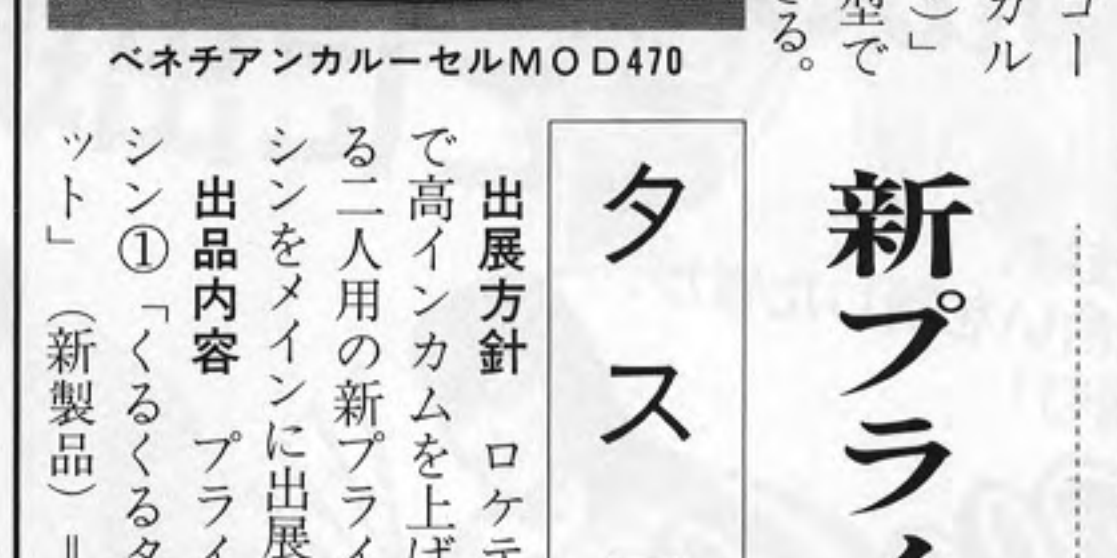 コー
カル
）」
型で
きる。
ベネチアンカルーセルＭＯＤ470
新プラ
タス
出展方針　ロケテ
で高インカムを上げ
る二人用の新プライ
シンをメインに出展
出品内容　プライ
シン①「くるくるタ
ット」（新製品）＝